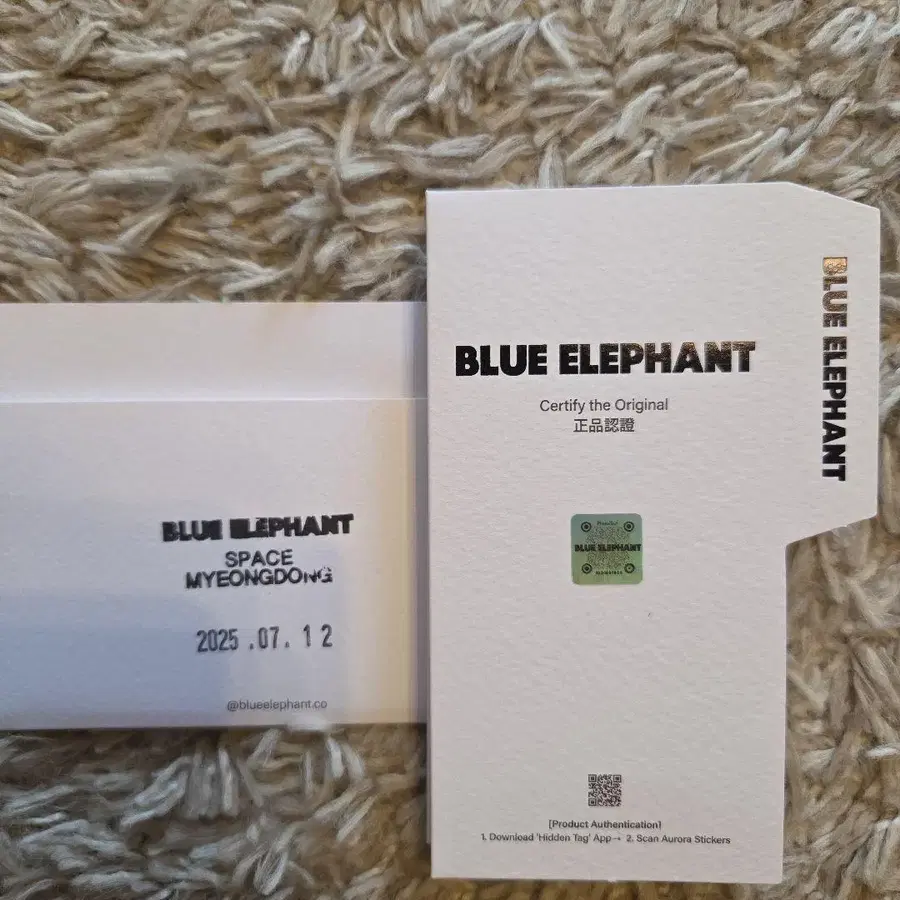 BLUE ELEPHANT
SPACE
MYEONGDONG
2025.07.12
@blueelephant.co
BLUE ELEPHANT
Certify the Original
正品認證
BLUE ELEPHANT
[Product Authentication]
1. Download 'Hidden Tag' App→ 2. Scan Aurora Stickers
BLUE ELEPHANT